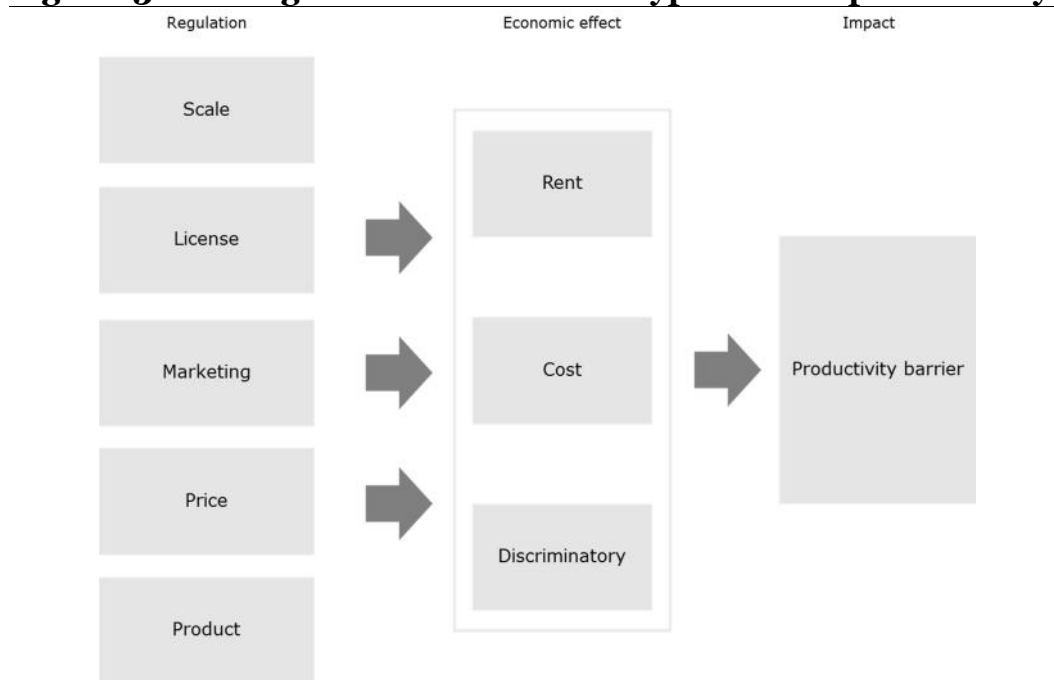 Regulation Economic effect Impact
Scale
License
Marketing
Price
Product
Rent
Cost
Discriminatory
Productivity barrier